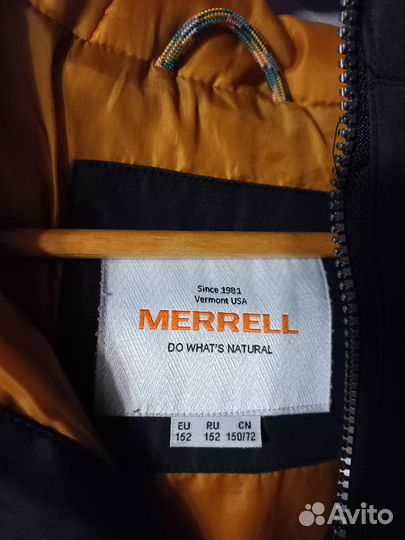 Since 1981
Vermont USA
MERRELL
DO WHAT'S NATURAL
EU RU CN
152 152 150/72
Avito